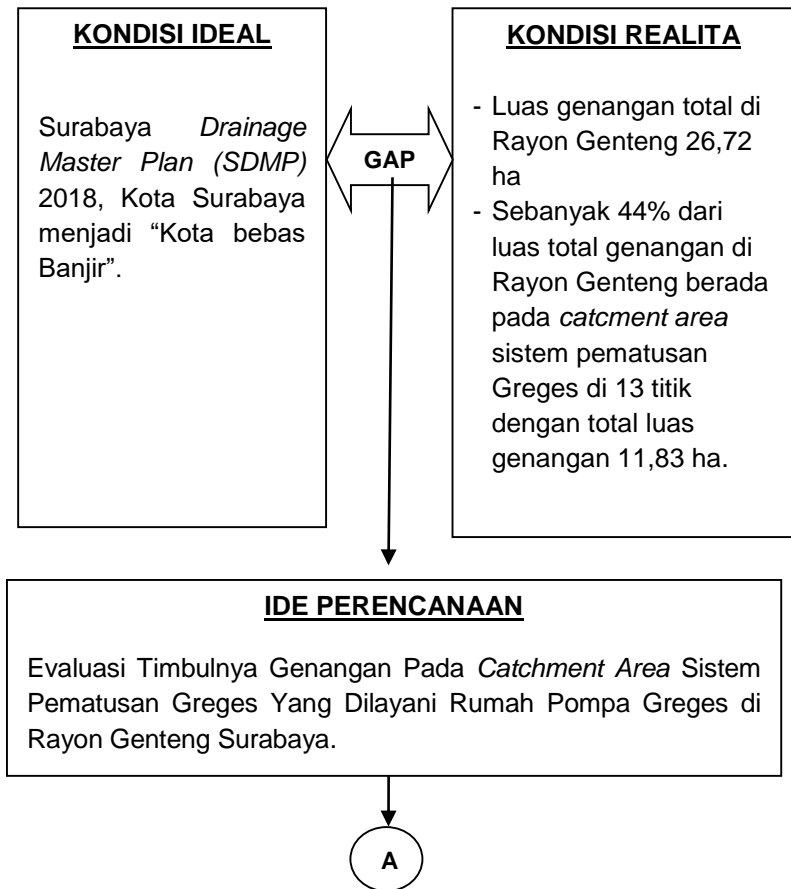 KONDISI IDEAL
Surabaya Drainage
Master Plan (SDMP)
2018, Kota Surabaya
menjadi “Kota bebas
Banjir”.
GAP
KONDISI REALITA
- Luas genangan total di
Rayon Genteng 26,72
ha
- Sebanyak 44% dari
luas total genangan di
Rayon Genteng berada
pada catcment area
sistem pematusan
Greges di 13 titik
dengan total luas
genangan 11,83 ha.
IDE PERENCANAAN
Evaluasi Timbulnya Genangan Pada Catchment Area Sistem
Pematusan Greges Yang Dilayani Rumah Pompa Greges di
Rayon Genteng Surabaya.
A